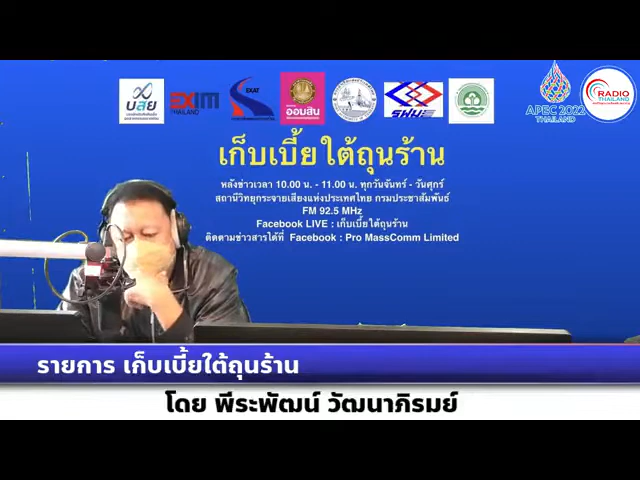 บสย
EXIM
THAILAND
EXAT
ออมสิน
รฟม
APEC 2022
THAILAND
RADIO
THAILAND
เก็บเบี้ยใต้ถุนร้าน
หลังข่าวเวลา 10.00 น. - 11.00 น. ทุกวันจันทร์ - วันศุกร์
สถานีวิทยุกระจายเสียงแห่งประเทศไทย กรมประชาสัมพันธ์
FM 92.5 MHz
Facebook LIVE : เก็บเบี้ยใต้ถุนร้าน
ติดตามข่าวสารได้ที่ Facebook : Pro MassComm Limited
รายการ เก็บเบี้ยใต้ถุนร้าน
โดย พีระพัฒน์ วัฒนาภิรมย์